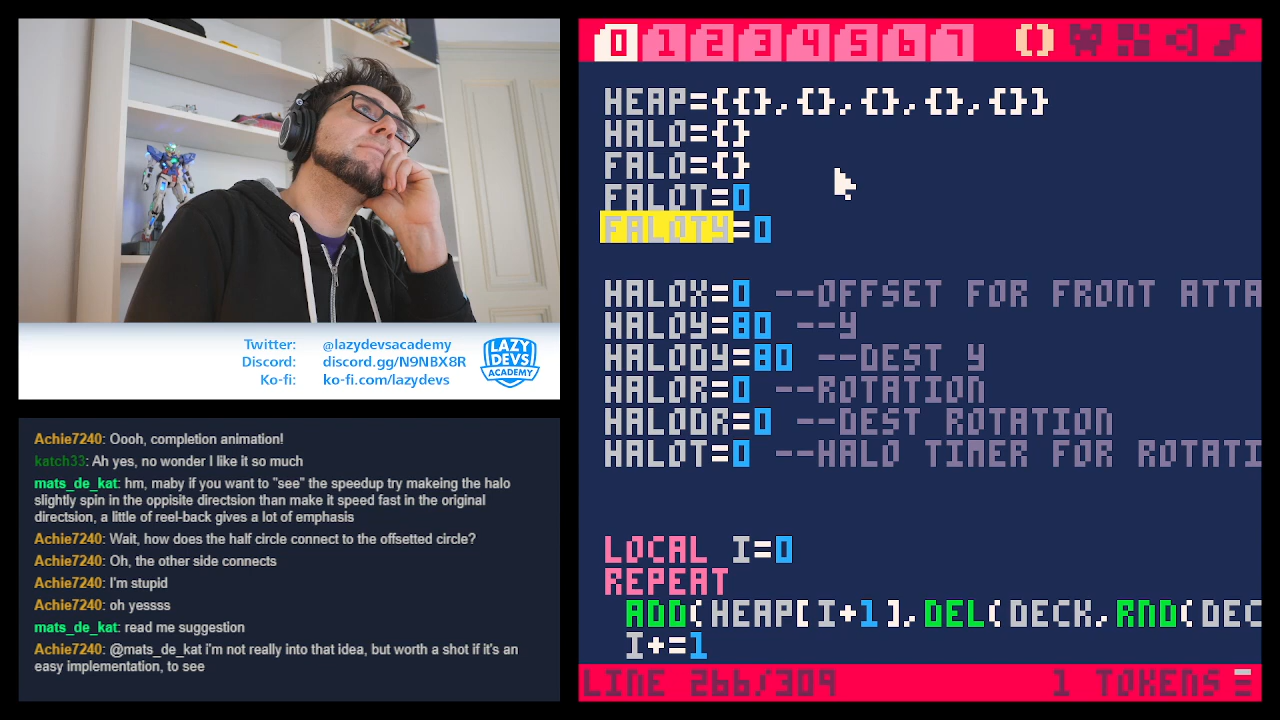 0 1 2 3 4 5 6 7
HEAP={{},{},{},{},{}}
HALO={}
FALO={}
FALOT=0
FALOTY=0
HALOX=0 --OFFSET FOR FRONT ATTA
HALOY=80 --Y
HALODY=80 --DEST Y
HALOR=0 --ROTATION
HALODR=0 --DEST ROTATION
HALOT=0 --HALO TIMER FOR ROTATI
LOCAL I=0
REPEAT
ADD(HEAP[I+1],DEL(DECK,RND(DEC
I+=1
LINE 266/309 1 TOKENS
Twitter: @lazydevsacademy
Discord: discord.gg/N9NBX8R
Ko-fi: ko-fi.com/lazydevs
LAZY
DEVS
ACADEMY
Achie7240: Oooh, completion animation!
katch33: Ah yes, no wonder I like it so much
mats_de_kat: hm, maby if you want to "see" the speedup try makeing the halo
slightly spin in the oppisite directsion than make it speed fast in the original
directsion, a little of reel-back gives a lot of emphasis
Achie7240: Wait, how does the half circle connect to the offsetted circle?
Achie7240: Oh, the other side connects
Achie7240: I'm stupid
Achie7240: oh yessss
mats_de_kat: read me suggestion
Achie7240: @mats_de_kat i'm not really into that idea, but worth a shot if it's an
easy implementation, to see